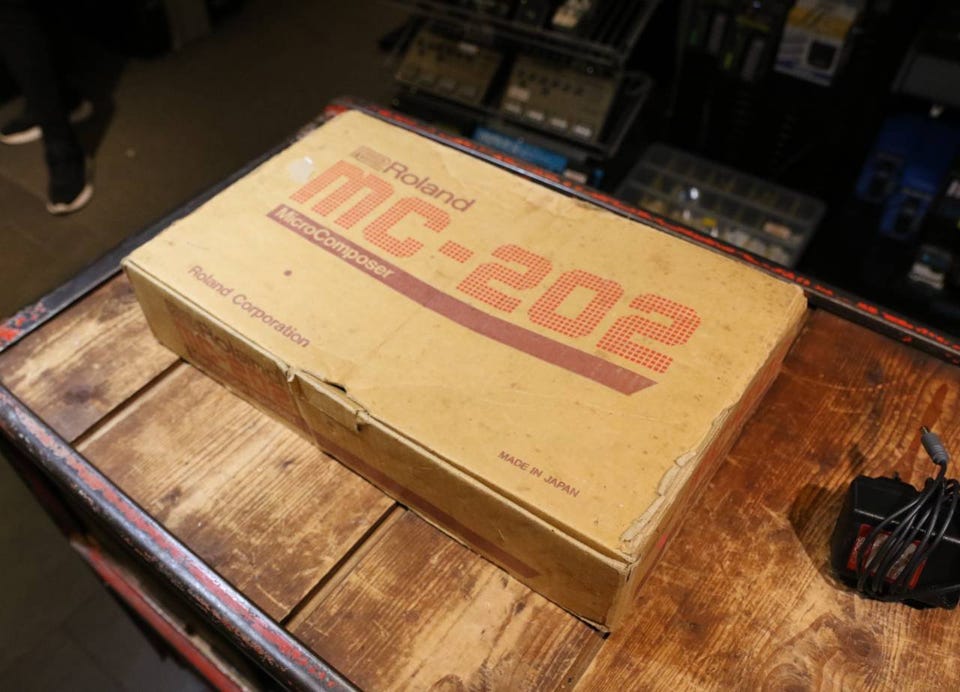 Roland
MC-202
MicroComposer
Roland Corporation
MADE IN JAPAN